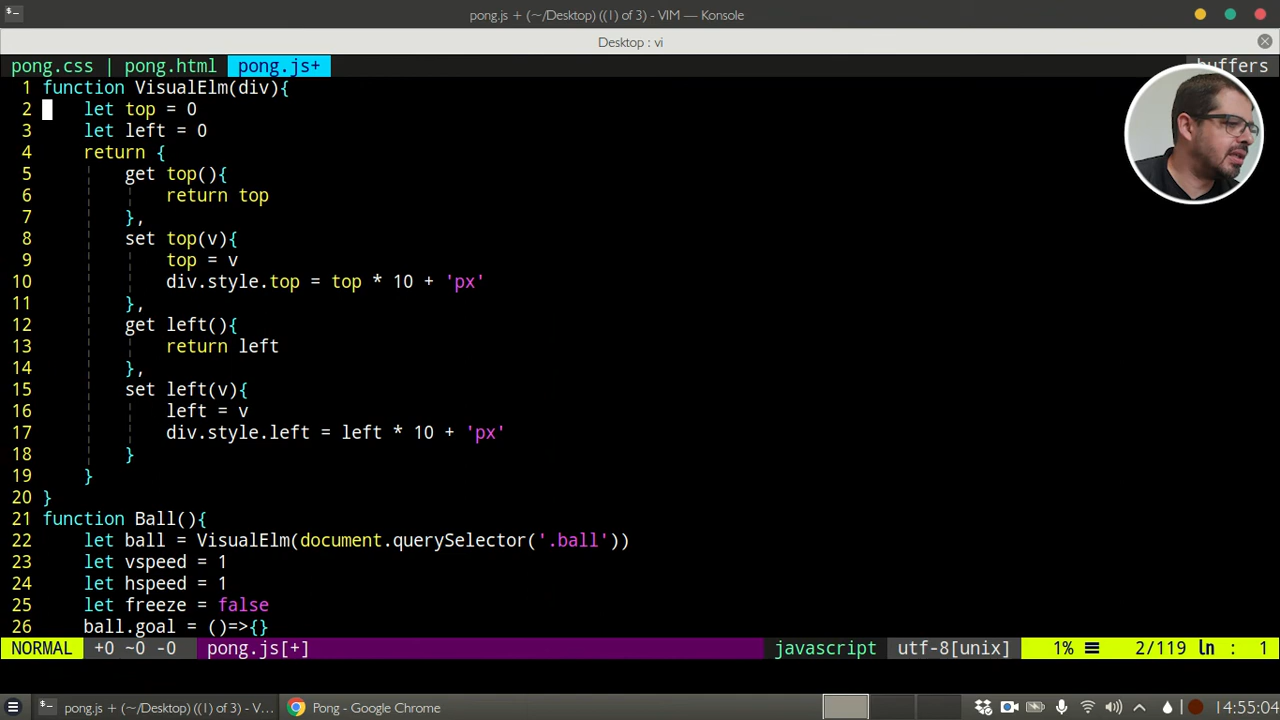 pong.js + (~/Desktop) ((1) of 3) - VIM — Konsole
Desktop : vi
pong.css | pong.html pong.js+ buffers
1 function VisualElm(div){
2 let top = 0
3 let left = 0
4 return {
5 get top(){
6 return top
7 },
8 set top(v){
9 top = v
10 div.style.top = top * 10 + 'px'
11 },
12 get left(){
13 return left
14 },
15 set left(v){
16 left = v
17 div.style.left = left * 10 + 'px'
18 }
19 }
20 }
21 function Ball(){
22 let ball = VisualElm(document.querySelector('.ball'))
23 let vspeed = 1
24 let hspeed = 1
25 let freeze = false
26 ball.goal = ()=>{}
NORMAL +0 ~0 -0 pong.js[+] javascript utf-8[unix] 1% ☰ 2/119 ln : 1
pong.js + (~/Desktop) ((1) of 3) - V... Pong - Google Chrome 14:55:04